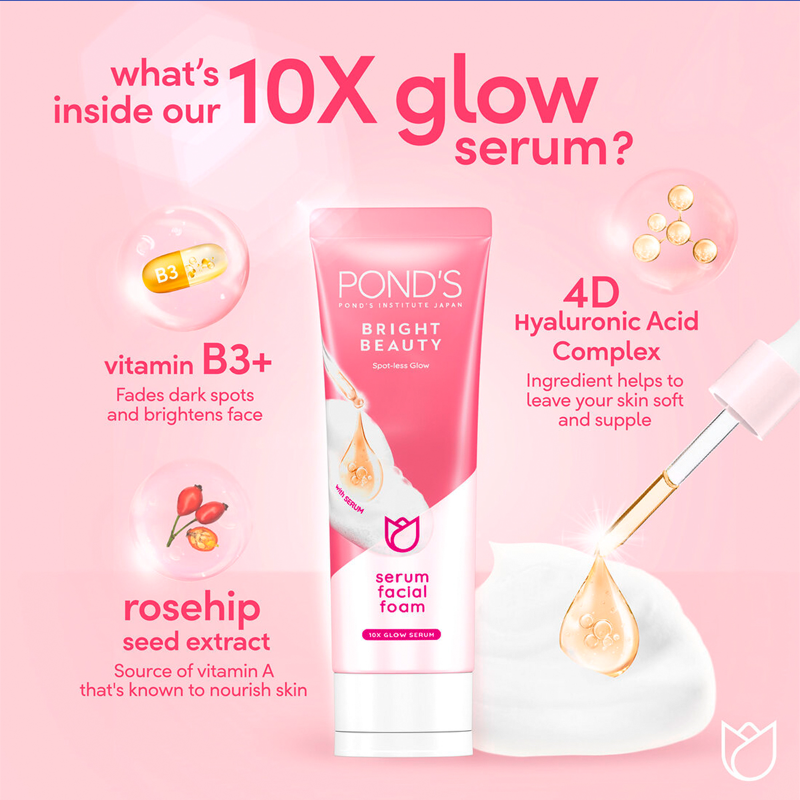 what's
inside our 10X glow
serum?
B3
vitamin B3+
Fades dark spots
and brightens face
rosehip
seed extract
Source of vitamin A
that's known to nourish skin
POND'S
POND'S INSTITUTE JAPAN
BRIGHT
BEAUTY
Spot-less Glow
with SERUM
serum
facial
foam
10X GLOW SERUM
4D
Hyaluronic Acid
Complex
Ingredient helps to
leave your skin soft
and supple